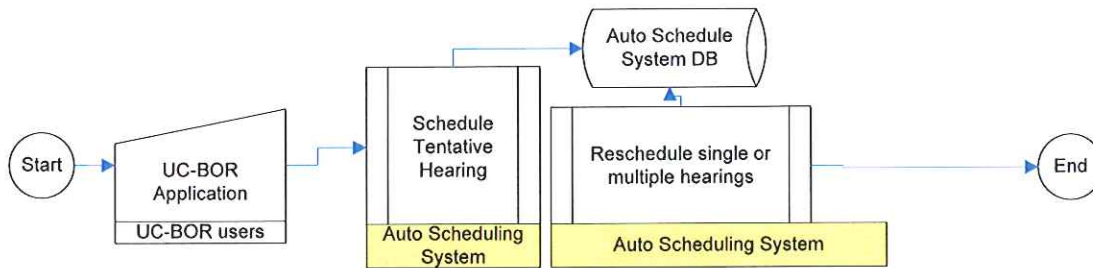 Start
UC-BOR
Application
UC-BOR users
Schedule
Tentative
Hearing
Auto Scheduling
System
Auto Schedule
System DB
Reschedule single or
multiple hearings
Auto Scheduling System
End